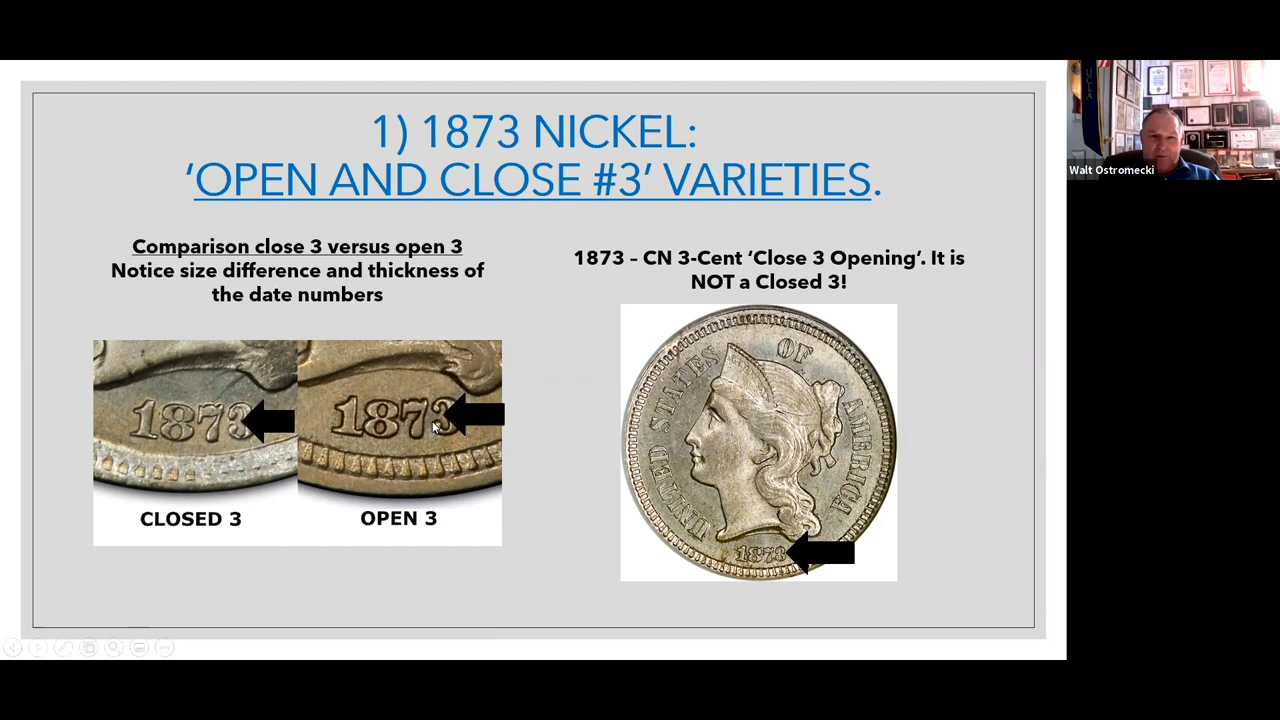 1) 1873 NICKEL:
'OPEN AND CLOSE #3' VARIETIES.
Comparison close 3 versus open 3
Notice size difference and thickness of
the date numbers
1873
1873
CLOSED 3
OPEN 3
1873 – CN 3-Cent 'Close 3 Opening'. It is
NOT a Closed 3!
UNITED STATES OF AMERICA
1873
UCLA
Walt Ostromecki